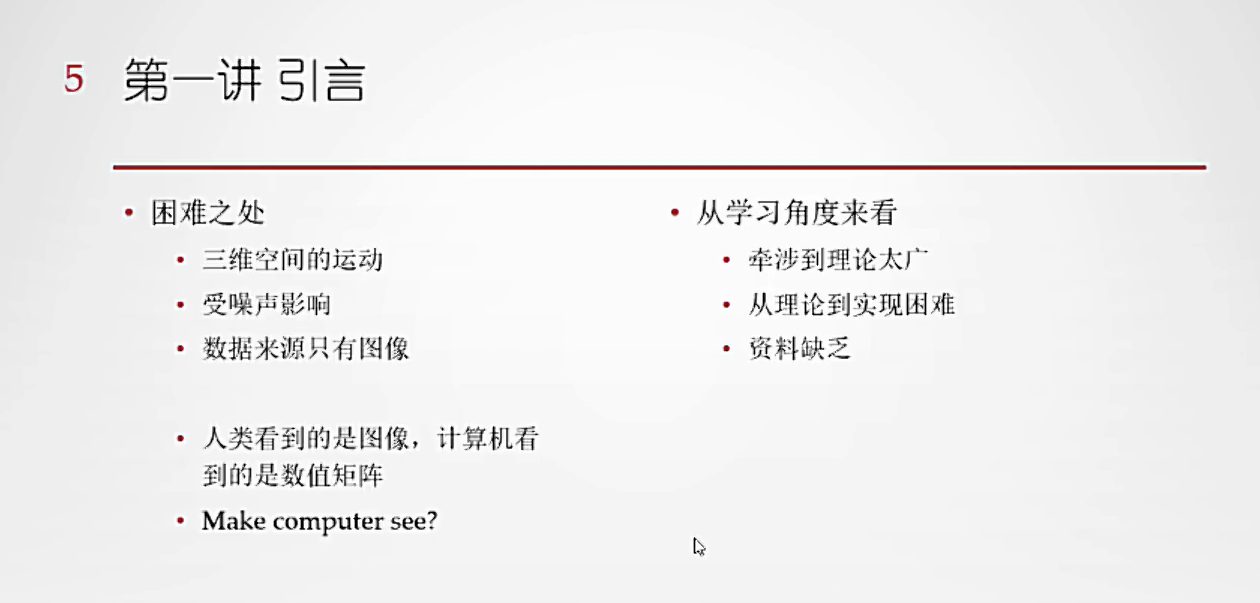 5 第一讲 引言
困难之处
三维空间的运动
受噪声影响
数据来源只有图像
人类看到的是图像，计算机看
到的是数值矩阵
Make computer see?
从学习角度来看
牵涉到理论太广
从理论到实现困难
资料缺乏